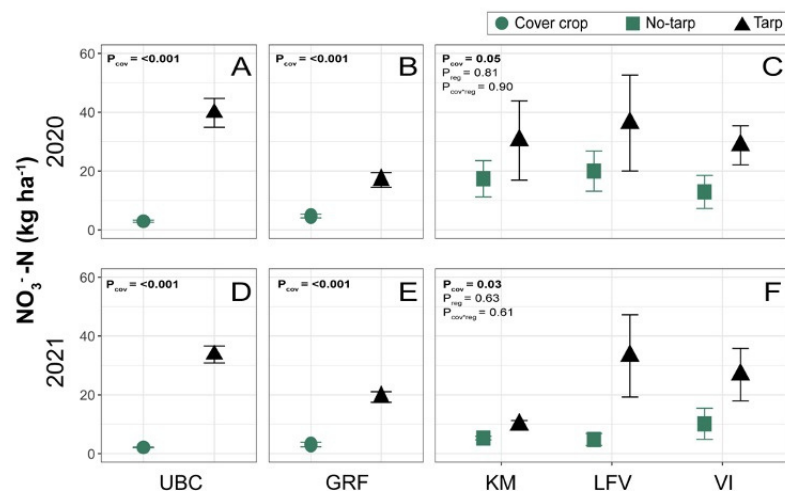 Cover crop No-tarp Tarp
NO₃⁻-N (kg ha⁻¹)
2020
60
40
20
0
P_cov = <0.001
A
P_cov = <0.001
B
P_cov = 0.05
P_reg = 0.81
P_cov*reg = 0.90
C
2021
60
40
20
0
P_cov = <0.001
D
P_cov = <0.001
E
P_cov = 0.03
P_reg = 0.63
P_cov*reg = 0.61
F
UBC GRF KM LFV VI